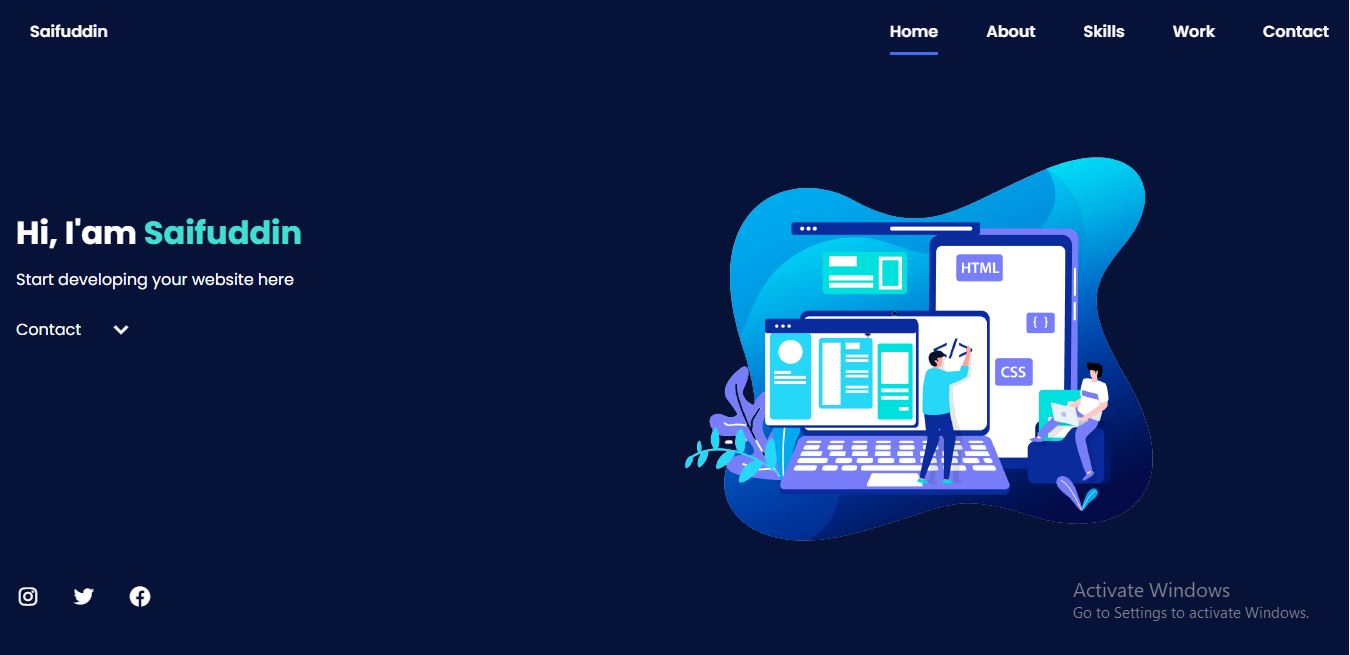 Saifuddin
Home About Skills Work Contact
Hi, I'am Saifuddin
Start developing your website here
Contact
HTML
{ }
</>
CSS
Activate Windows
Go to Settings to activate Windows.